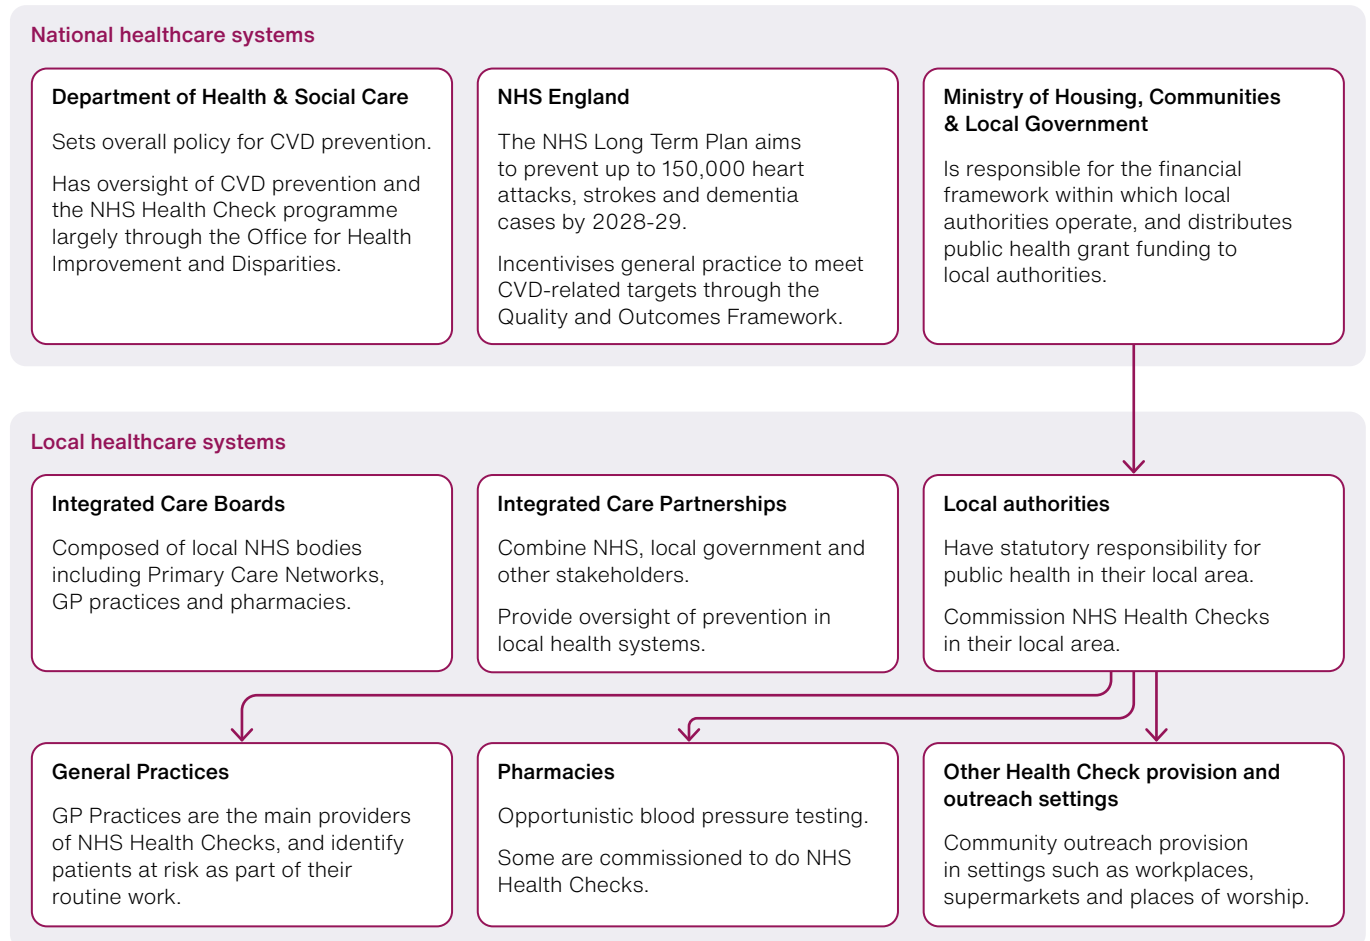 National healthcare systems
Department of Health & Social Care
Sets overall policy for CVD prevention.
Has oversight of CVD prevention and
the NHS Health Check programme
largely through the Office for Health
Improvement and Disparities.
NHS England
The NHS Long Term Plan aims
to prevent up to 150,000 heart
attacks, strokes and dementia
cases by 2028-29.
Incentivises general practice to meet
CVD-related targets through the
Quality and Outcomes Framework.
Ministry of Housing, Communities
& Local Government
Is responsible for the financial
framework within which local
authorities operate, and distributes
public health grant funding to
local authorities.
Local healthcare systems
Integrated Care Boards
Composed of local NHS bodies
including Primary Care Networks,
GP practices and pharmacies.
Integrated Care Partnerships
Combine NHS, local government and
other stakeholders.
Provide oversight of prevention in
local health systems.
Local authorities
Have statutory responsibility for
public health in their local area.
Commission NHS Health Checks
in their local area.
General Practices
GP Practices are the main providers
of NHS Health Checks, and identify
patients at risk as part of their
routine work.
Pharmacies
Opportunistic blood pressure testing.
Some are commissioned to do NHS
Health Checks.
Other Health Check provision and
outreach settings
Community outreach provision
in settings such as workplaces,
supermarkets and places of worship.